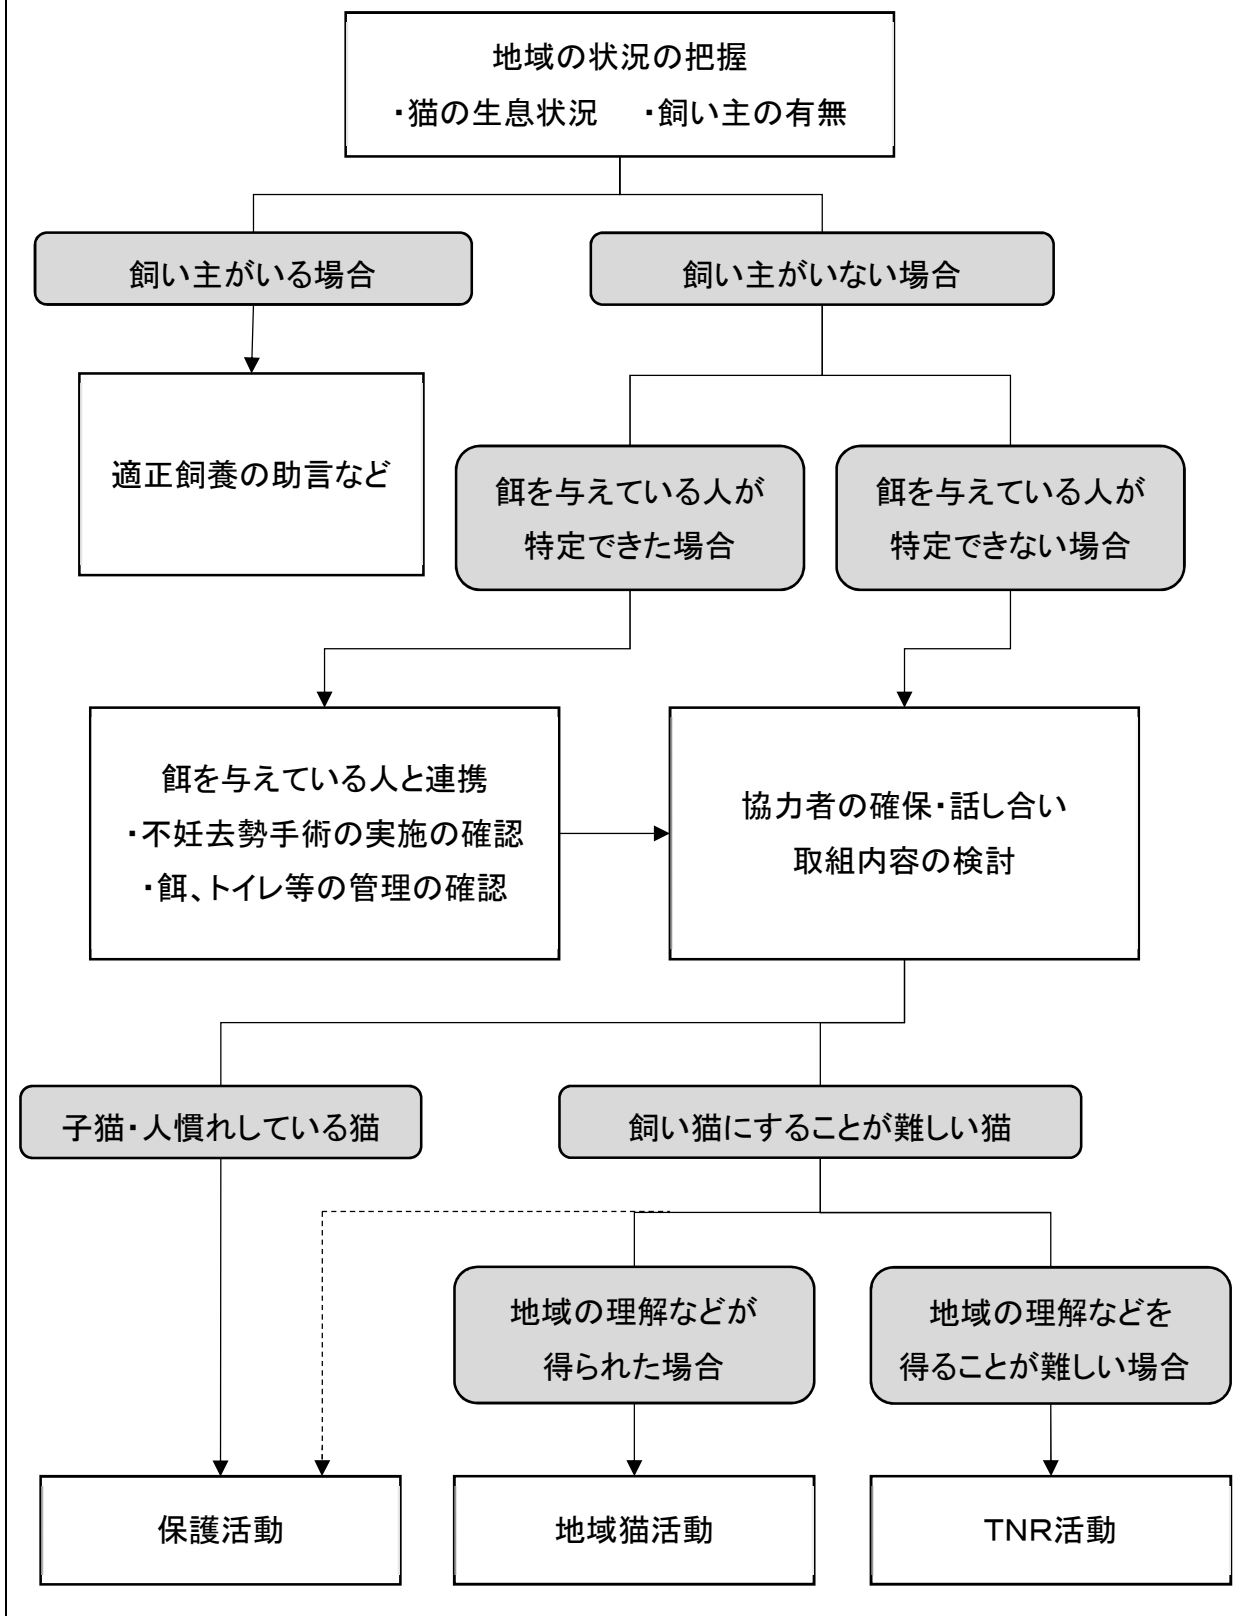 地域の状況の把握
・猫の生息状況　・飼い主の有無
飼い主がいる場合
飼い主がいない場合
適正飼養の助言など
餌を与えている人が
特定できた場合
餌を与えている人が
特定できない場合
餌を与えている人と連携
・不妊去勢手術の実施の確認
・餌、トイレ等の管理の確認
協力者の確保・話し合い
取組内容の検討
子猫・人慣れしている猫
飼い猫にすることが難しい猫
地域の理解などが
得られた場合
地域の理解などを
得ることが難しい場合
保護活動
地域猫活動
TNR活動